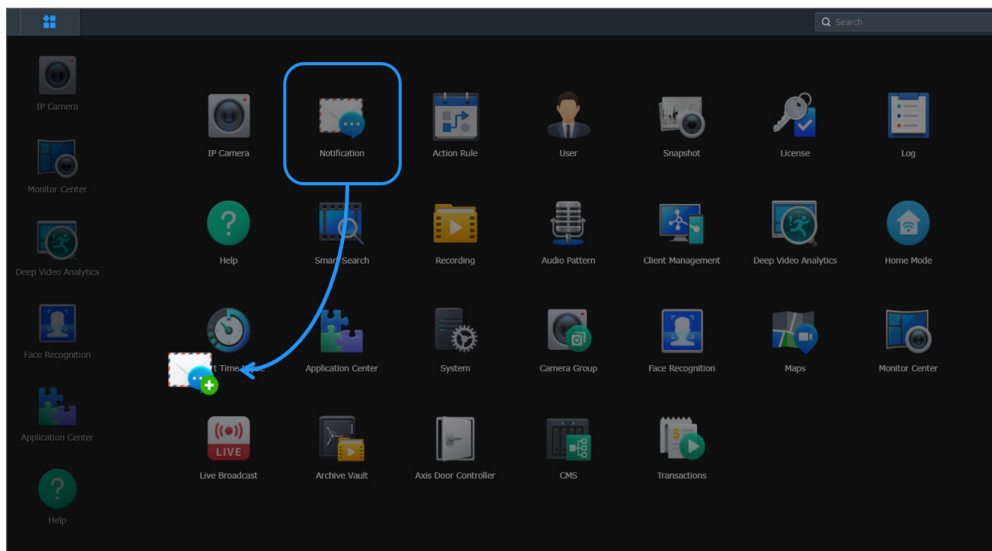 Search
IP Camera
Monitor Center
Deep Video Analytics
Face Recognition
Application Center
Help
IP Camera
Notification
Action Rule
User
Snapshot
License
Log
Help
Smart Search
Recording
Audio Pattern
Client Management
Deep Video Analytics
Home Mode
Time
Application Center
System
Camera Group
Face Recognition
Maps
Monitor Center
LIVE
Live Broadcast
Archive Vault
Axis Door Controller
CMS
Transactions